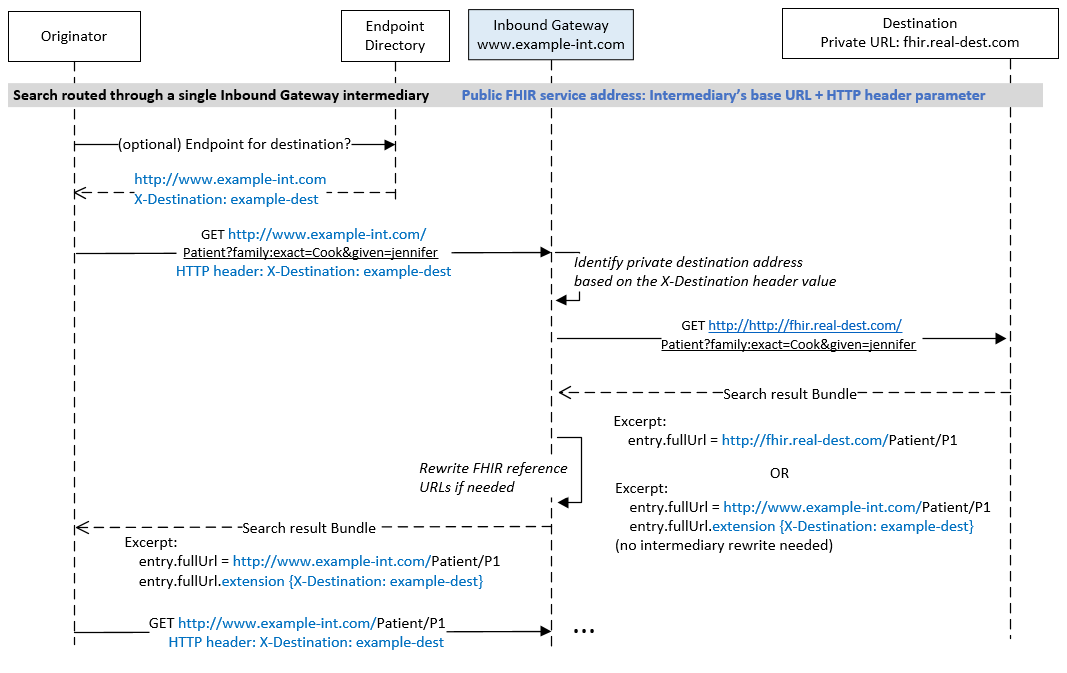 Originator
Endpoint
Directory
Inbound Gateway
www.example-int.com
Destination
Private URL: fhir.real-dest.com
Search routed through a single Inbound Gateway intermediary
Public FHIR service address: Intermediary's base URL + HTTP header parameter
(optional) Endpoint for destination?
http://www.example-int.com
X-Destination: example-dest
GET http://www.example-int.com/
Patient?family:exact=Cook&given=jennifer
HTTP header: X-Destination: example-dest
Identify private destination address
based on the X-Destination header value
GET http://http://fhir.real-dest.com/
Patient?family:exact=Cook&given=jennifer
Search result Bundle
Excerpt:
entry.fullUrl = http://fhir.real-dest.com/Patient/P1
OR
Excerpt:
entry.fullUrl = http://www.example-int.com/Patient/P1
entry.fullUrl.extension {X-Destination: example-dest}
(no intermediary rewrite needed)
Rewrite FHIR reference
URLs if needed
Search result Bundle
Excerpt:
entry.fullUrl = http://www.example-int.com/Patient/P1
entry.fullUrl.extension {X-Destination: example-dest}
GET http://www.example-int.com/Patient/P1
HTTP header: X-Destination: example-dest
...